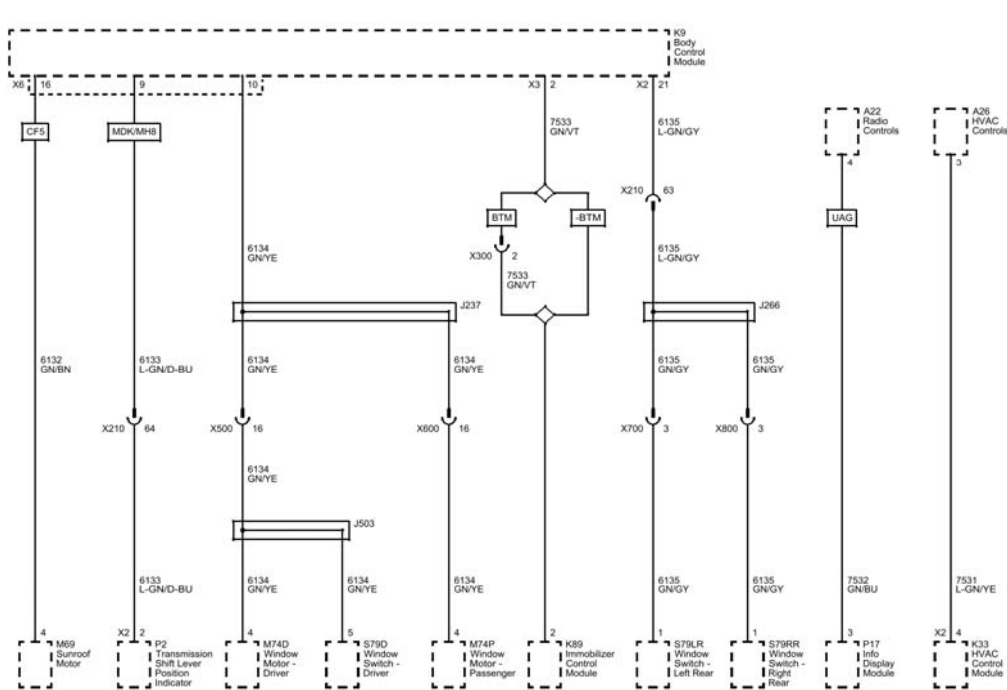 K9
Body
Control
Module
X6 16
9
10
X3 2
X2 21
CF5
MDK/MH8
7533
GN/VT
6135
L-GN/GY
A22
Radio
Controls
4
A26
HVAC
Controls
3
X210 63
BTM
-BTM
UAG
6134
GN/YE
X300 2
7533
GN/VT
6135
L-GN/GY
J237
J266
6132
GN/BN
6133
L-GN/D-BU
6134
GN/YE
6134
GN/YE
6135
GN/GY
6135
GN/GY
X210 64
X500 16
X600 16
X700 3
X800 3
6134
GN/YE
J503
6133
L-GN/D-BU
6134
GN/YE
6134
GN/YE
6134
GN/YE
6135
GN/GY
6135
GN/GY
7532
GN/BU
7531
L-GN/YE
4
M69
Sunroof
Motor
X2 2
P2
Transmission
Shift Lever
Position
Indicator
4
M74D
Window
Motor -
Driver
5
S79D
Window
Switch -
Driver
4
M74P
Window
Motor -
Passenger
2
K89
Immobilizer
Control
Module
1
S79LR
Window
Switch -
Left Rear
1
S79RR
Window
Switch -
Right
Rear
3
P17
Info
Display
Module
X2 4
K33
HVAC
Control
Module